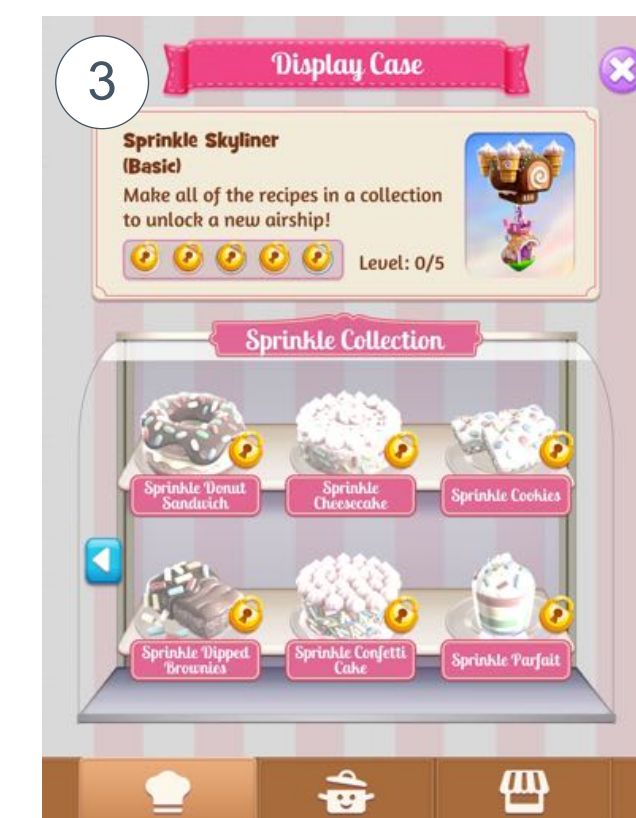 3
Display Case
Sprinkle Skyliner
(Basic)
Make all of the recipes in a collection
to unlock a new airship!
Level: 0/5
Sprinkle Collection
Sprinkle Donut
Sandwich
Sprinkle
Cheesecake
Sprinkle Cookies
Sprinkle Dipped
Brownies
Sprinkle Confetti
Cake
Sprinkle Parfait